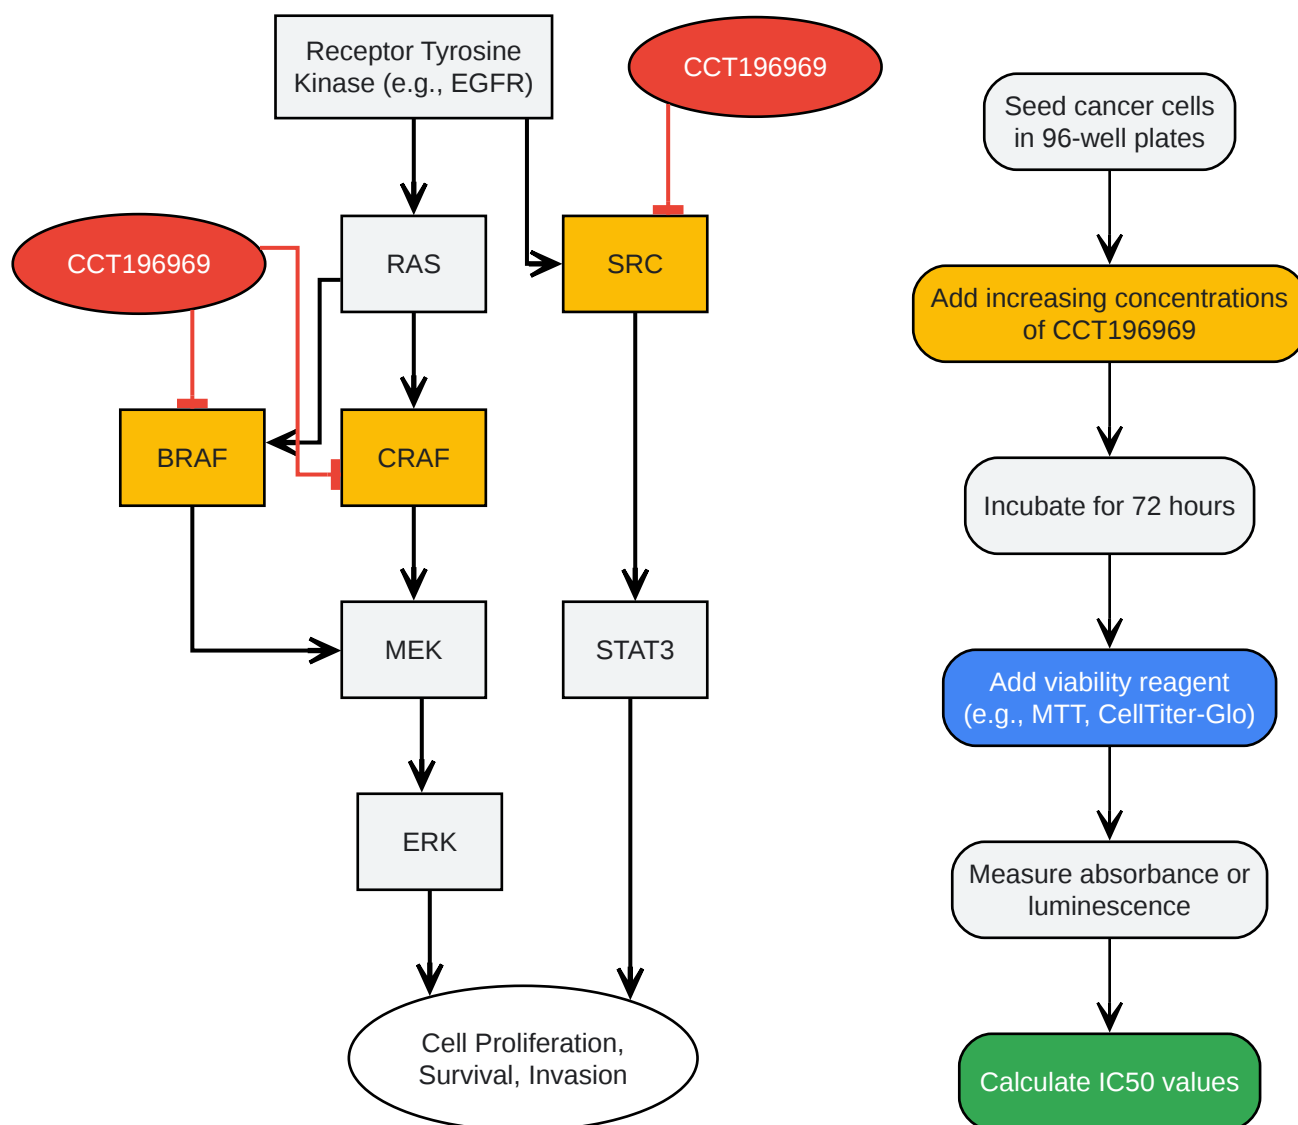 Receptor Tyrosine
Kinase (e.g., EGFR)
CCT196969
CCT196969
RAS
SRC
BRAF
CRAF
MEK
STAT3
ERK
Cell Proliferation,
Survival, Invasion
Seed cancer cells
in 96-well plates
Add increasing concentrations
of CCT196969
Incubate for 72 hours
Add viability reagent
(e.g., MTT, CellTiter-Glo)
Measure absorbance or
luminescence
Calculate IC50 values